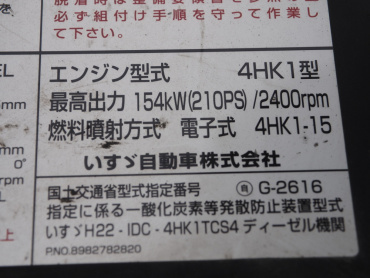 必ず組付け手順を守って作業し
て下さい。
エンジン型式 4HK1型
最高出力 154kW(210PS)/2400rpm
燃料噴射方式 電子式 4HK1-15
いすゞ自動車株式会社
国土交通省型式指定番号 自 G-2616
指定に係る一酸化炭素等発散防止装置型式
いすゞH22-IDC-4HK1TCS4 ディーゼル機関
P.NO.8982782820
EL
mm
mm
0°
上